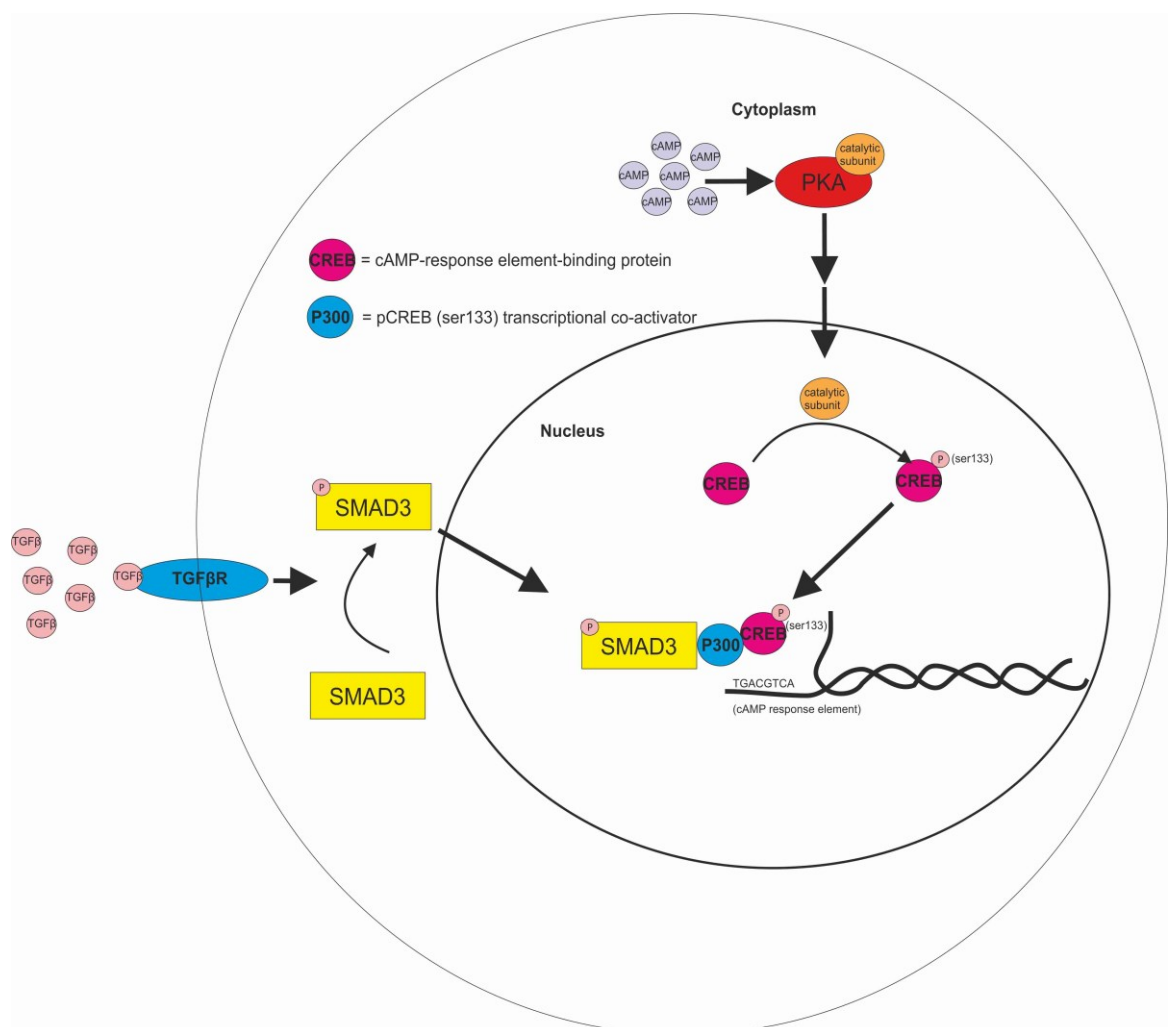 Cytoplasm
cAMP
cAMP
cAMP
cAMP
cAMP
cAMP
catalytic
subunit
PKA
CREB = cAMP-response element-binding protein
P300 = pCREB (ser133) transcriptional co-activator
catalytic
subunit
Nucleus
CREB
P (ser133)
CREB
P
SMAD3
TGFβ
TGFβ
TGFβ
TGFβ
TGFβ
TGFβ
TGFβR
SMAD3
P
SMAD3
P300
CREB
P
(ser133)
TGACGTCA
(cAMP response element)